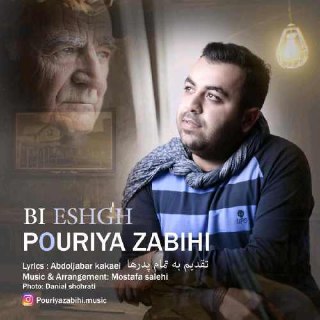 BI ESHGH
POURIYA ZABIHI
Lyrics : Abdoljabar kakaei تقدیم به تمام پدرها
Music & Arrangement: Mostafa salehi
Photo: Danial shohrati
Pouriyazabihi.music